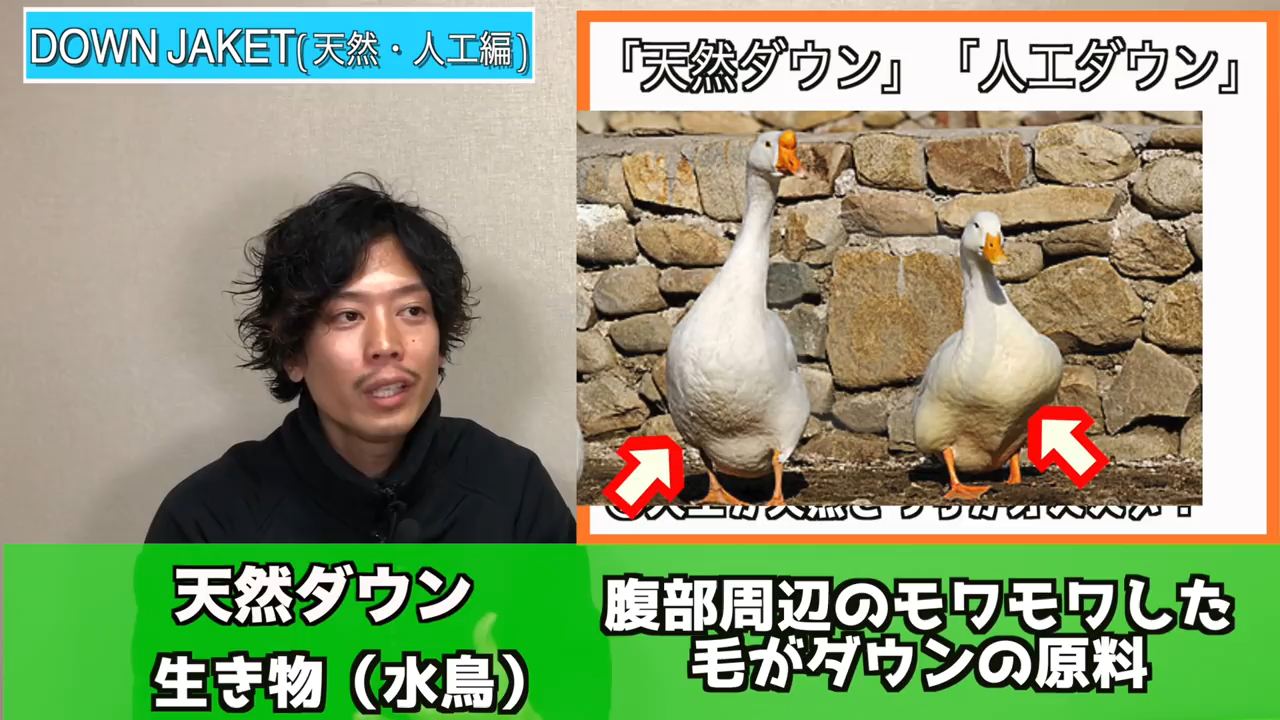 DOWN JAKET(天然・人工編)
「天然ダウン」「人工ダウン」
天然ダウン
生き物（水鳥）
腹部周辺のモワモワした
毛がダウンの原料